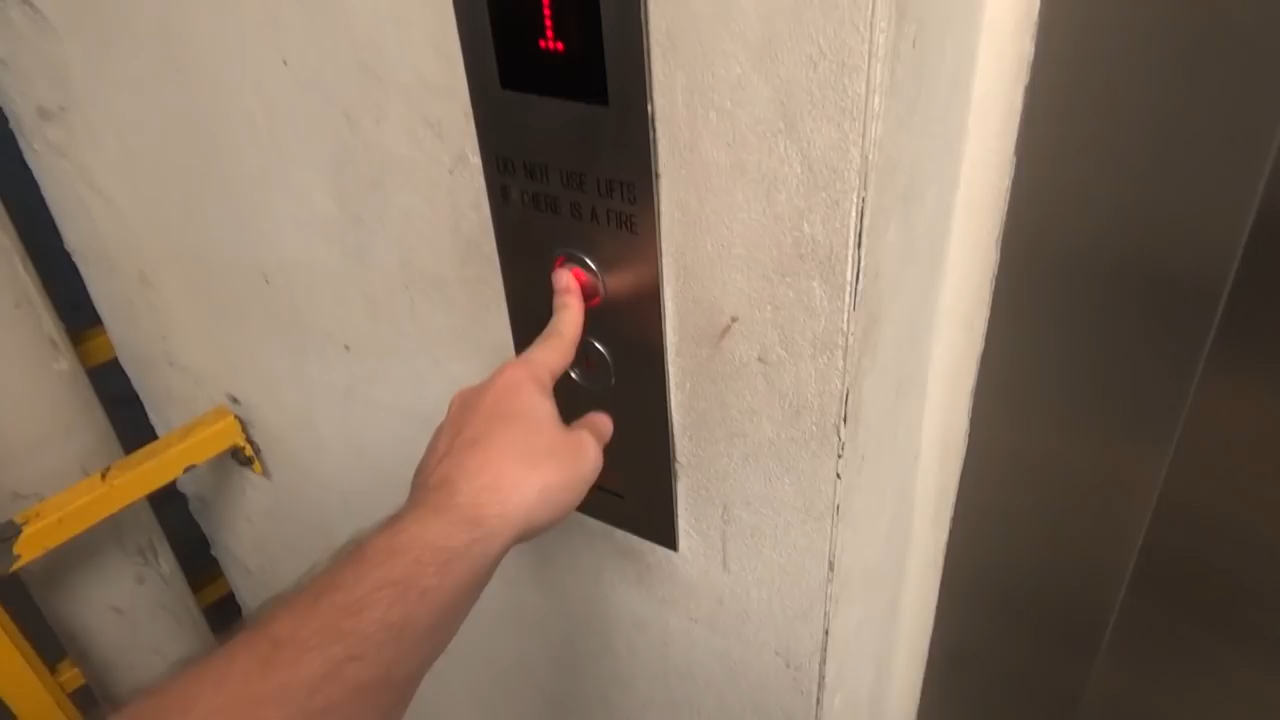 1
DO NOT USE LIFTS
IF THERE IS A FIRE